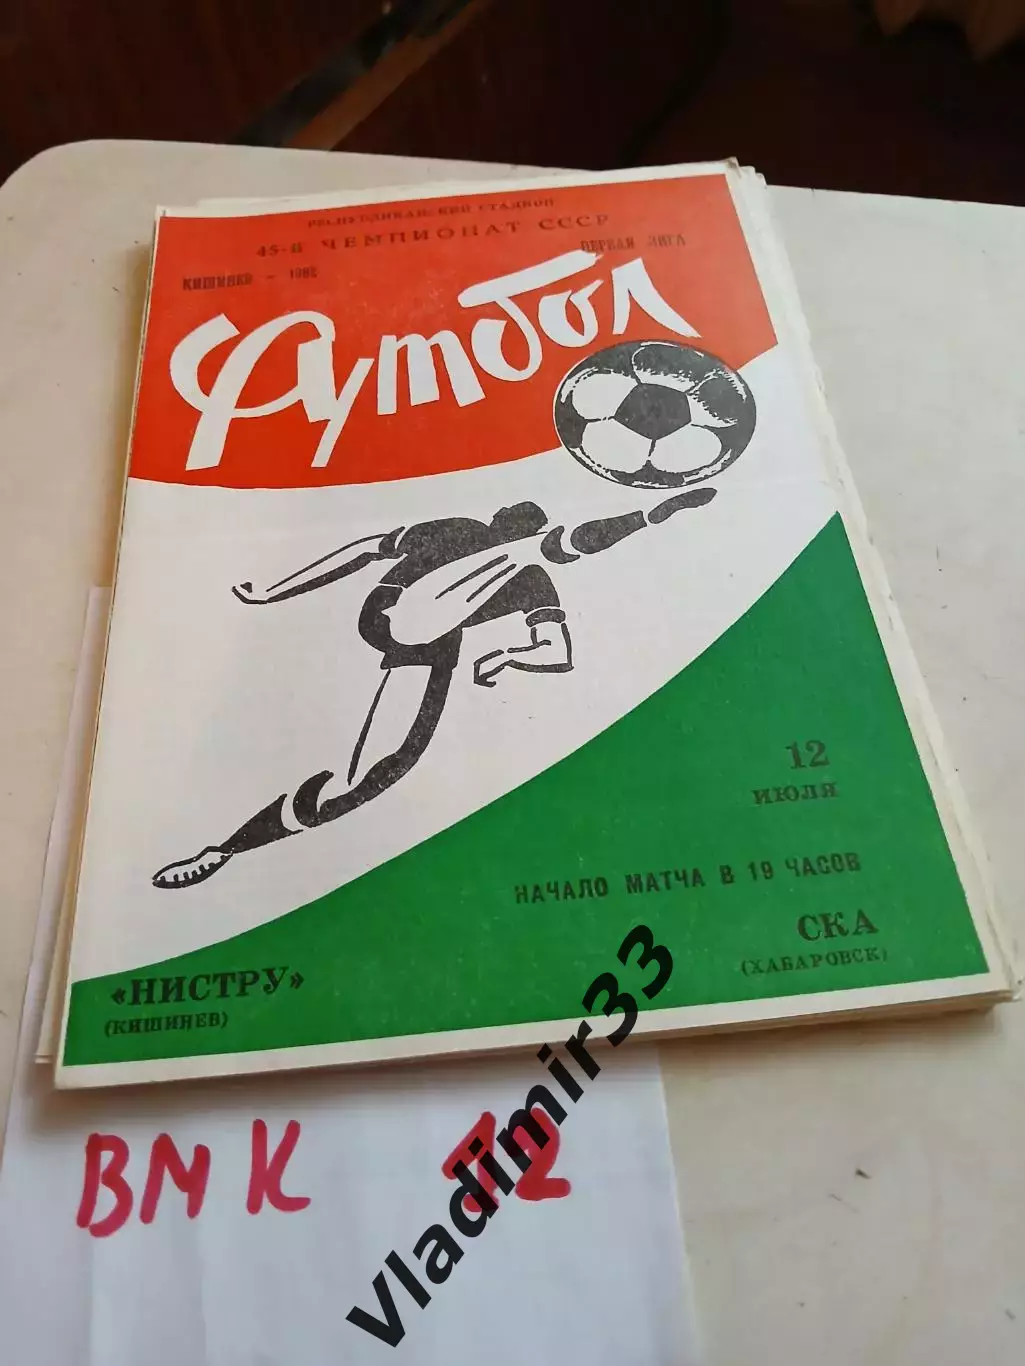 РЕСПУБЛИКАНСКИЙ СТАДИОН
45-Й ЧЕМПИОНАТ СССР
КИШИНЕВ — 1982 ПЕРВАЯ ЛИГА
Футбол
12
ИЮЛЯ
НАЧАЛО МАТЧА В 19 ЧАСОВ
СКА
(ХАБАРОВСК)
«НИСТРУ»
(КИШИНЕВ)
ВМК
Vladimir33